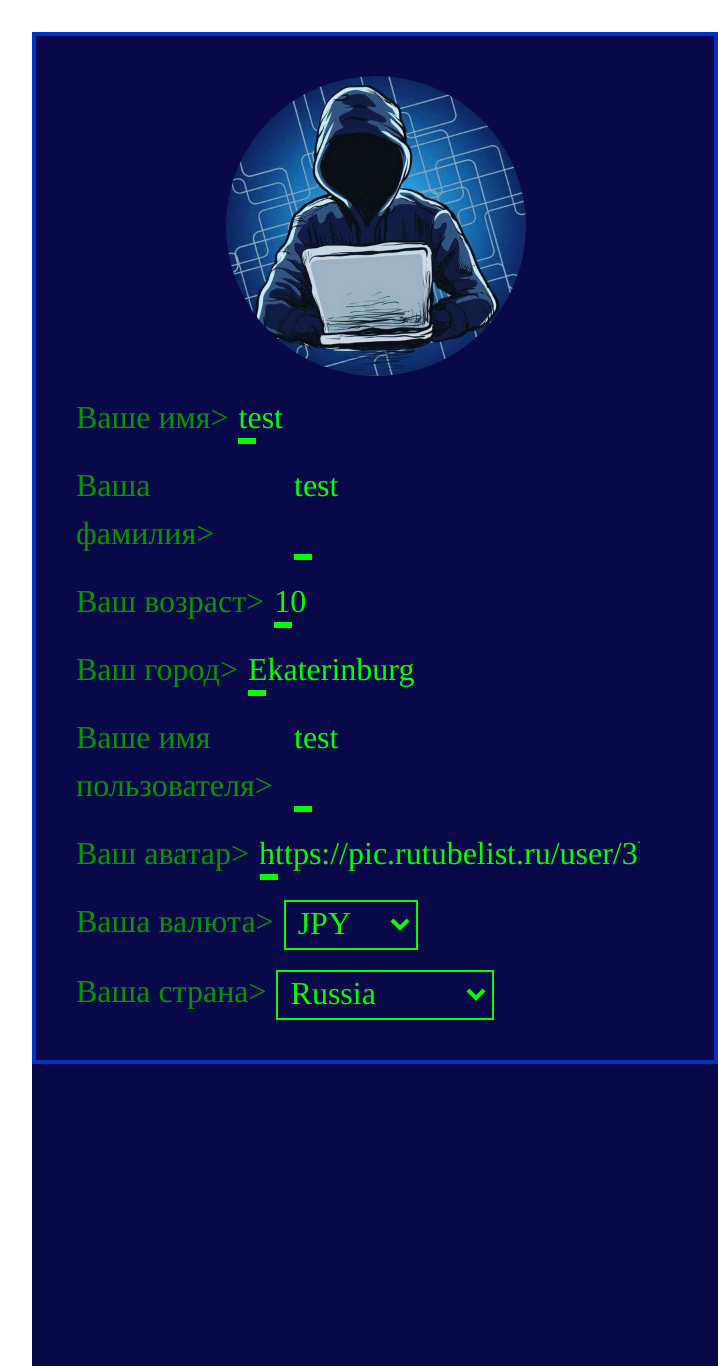 Ваше имя> test
Ваша test
фамилия>
Ваш возраст> 10
Ваш город> Ekaterinburg
Ваше имя test
пользователя>
Ваш аватар> https://pic.rutubelist.ru/user/3
Ваша валюта> JPY
Ваша страна> Russia